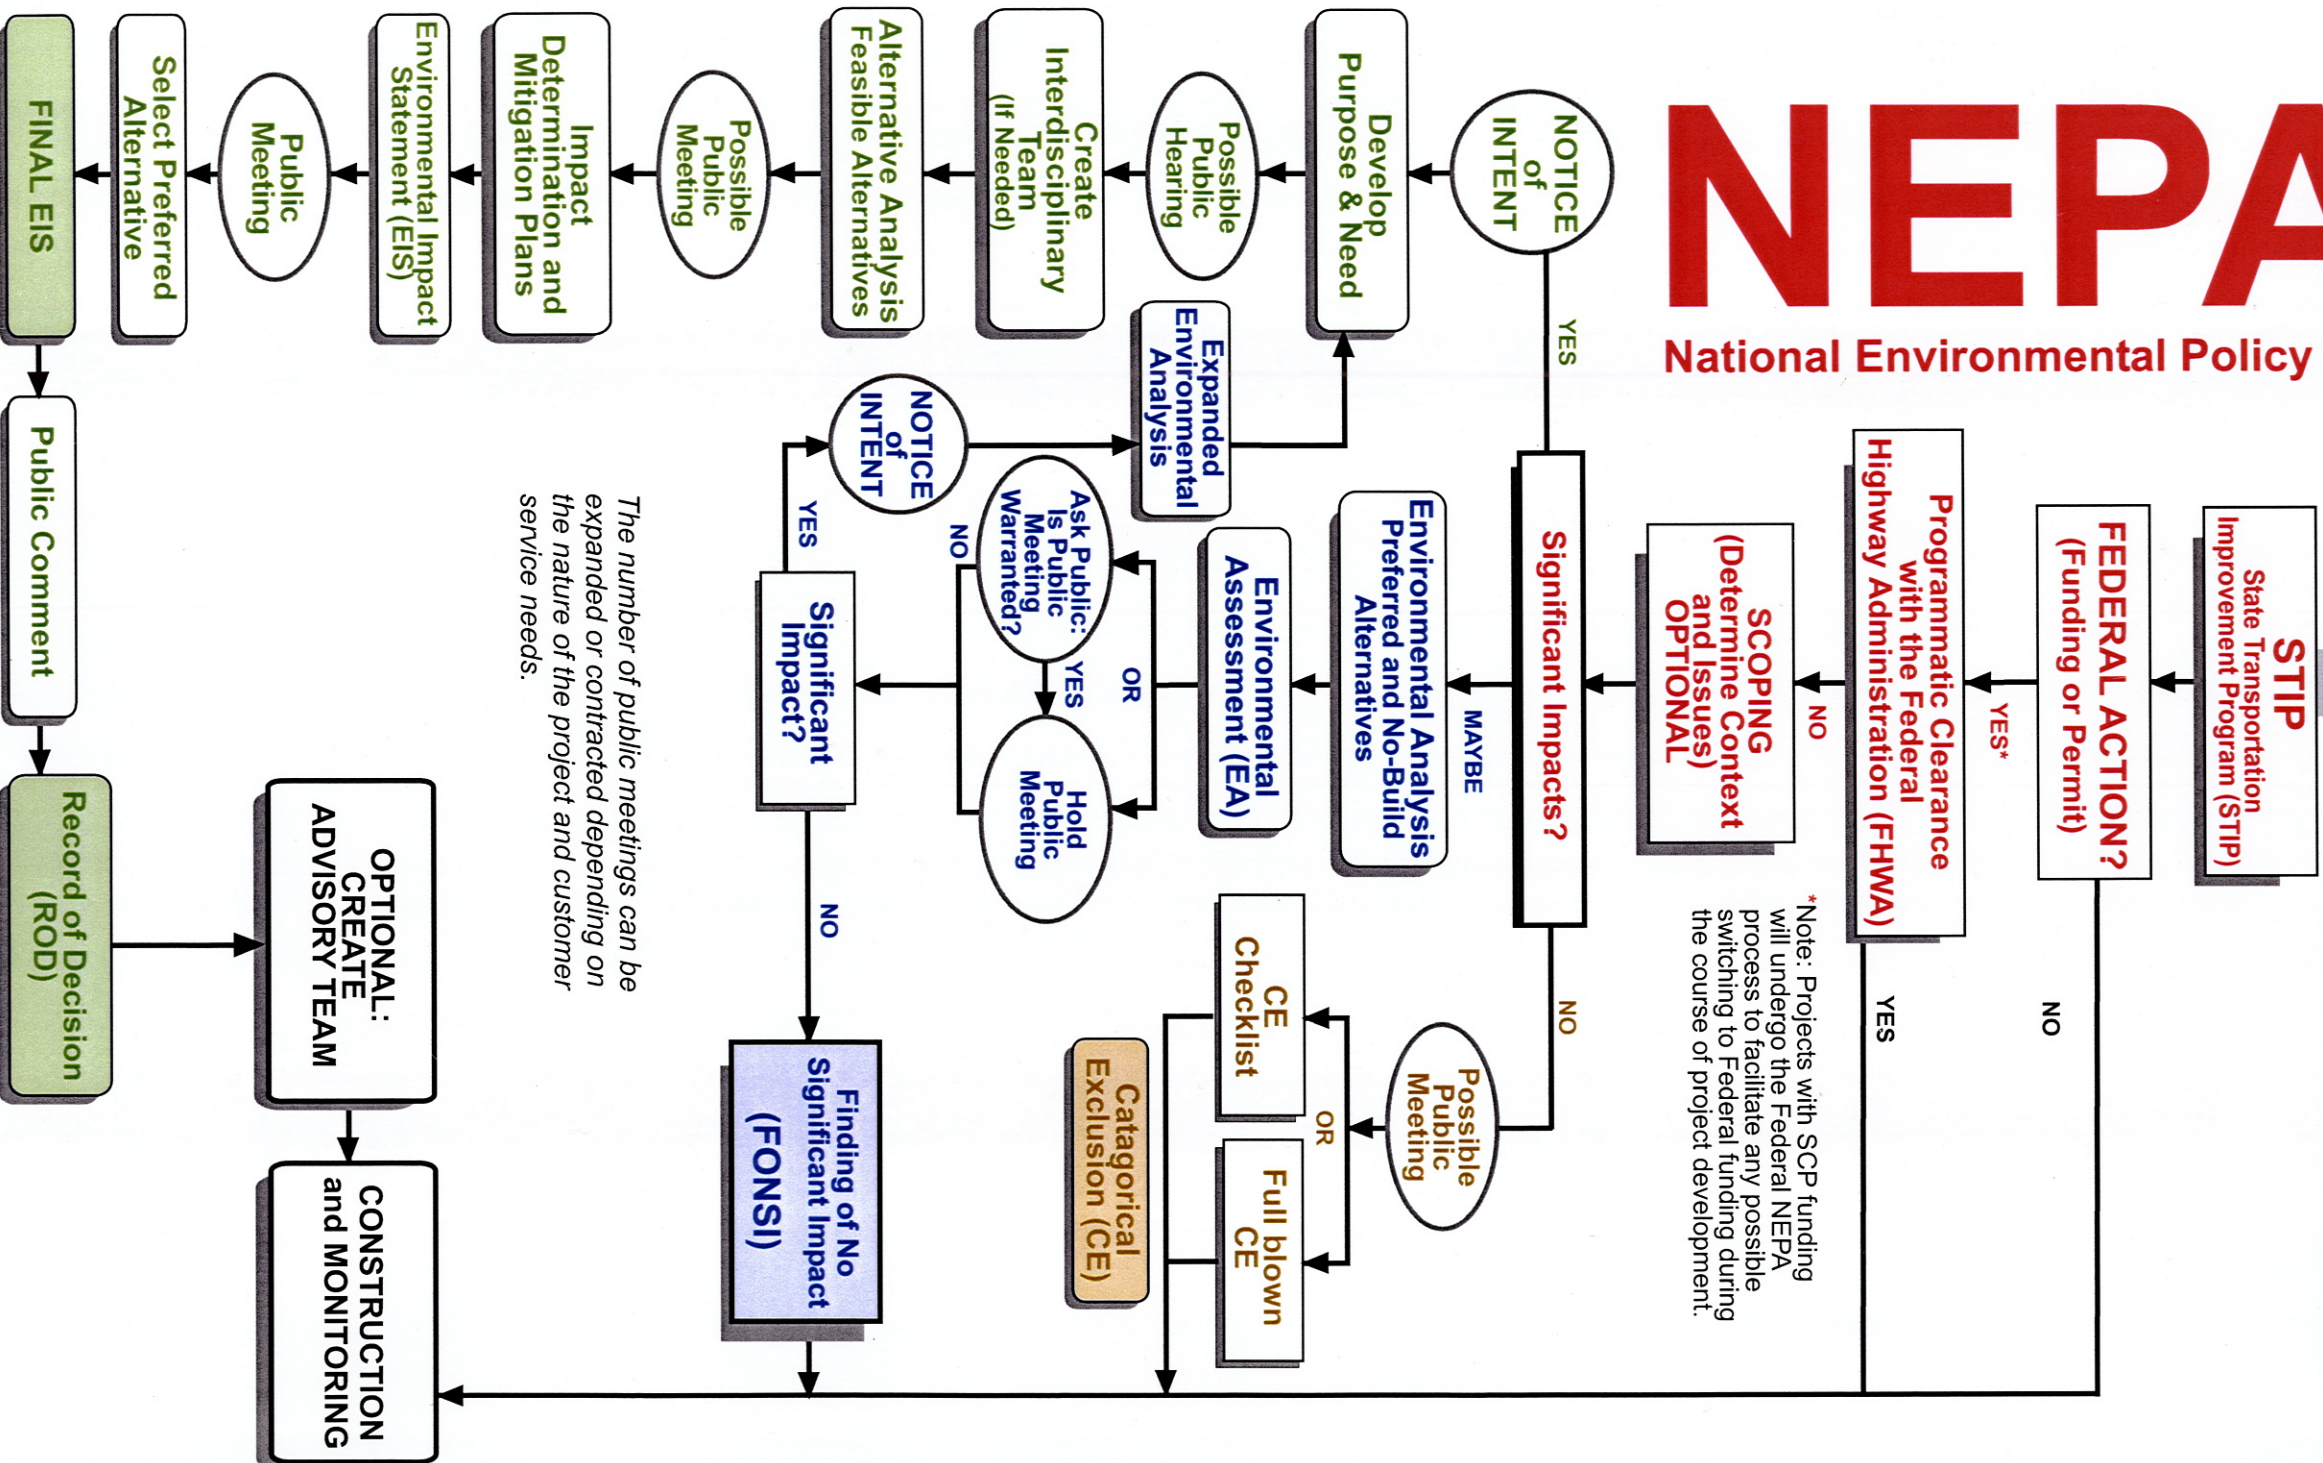 NEPA
National Environmental Policy
STIP
State Transportation
Improvement Program (STIP)
FEDERAL ACTION?
(Funding or Permit)
YES*
NO
Programmatic Clearance
with the Federal
Highway Administration (FHWA)
NO
YES
*Note: Projects with SCP funding
will undergo the Federal NEPA
process to facilitate any possible
switching to Federal funding during
the course of project development.
SCOPING
(Determine Context
and Issues)
OPTIONAL
Significant Impacts?
YES
MAYBE
NO
NOTICE
of
INTENT
Develop
Purpose & Need
Possible
Public
Hearing
Create
Interdisciplinary
Team
(If Needed)
Alternative Analysis
Feasible Alternatives
Possible
Public
Meeting
Impact
Determination and
Mitigation Plans
Environmental Impact
Statement (EIS)
Public
Meeting
Select Preferred
Alternative
FINAL EIS
Public Comment
Record of Decision
(ROD)
Environmental Analysis
Preferred and No-Build
Alternatives
Environmental
Assessment (EA)
OR
Ask Public:
Is Public
Meeting
Warranted?
YES
NO
Hold
Public
Meeting
Significant
Impact?
YES
NO
NOTICE
of
INTENT
Expanded
Environmental
Analysis
Finding of No
Significant Impact
(FONSI)
Possible
Public
Meeting
OR
CE
Checklist
Full blown
CE
Catagorical
Exclusion (CE)
The number of public meetings can be
expanded or contracted depending on
the nature of the project and customer
service needs.
OPTIONAL:
CREATE
ADVISORY TEAM
CONSTRUCTION
and MONITORING